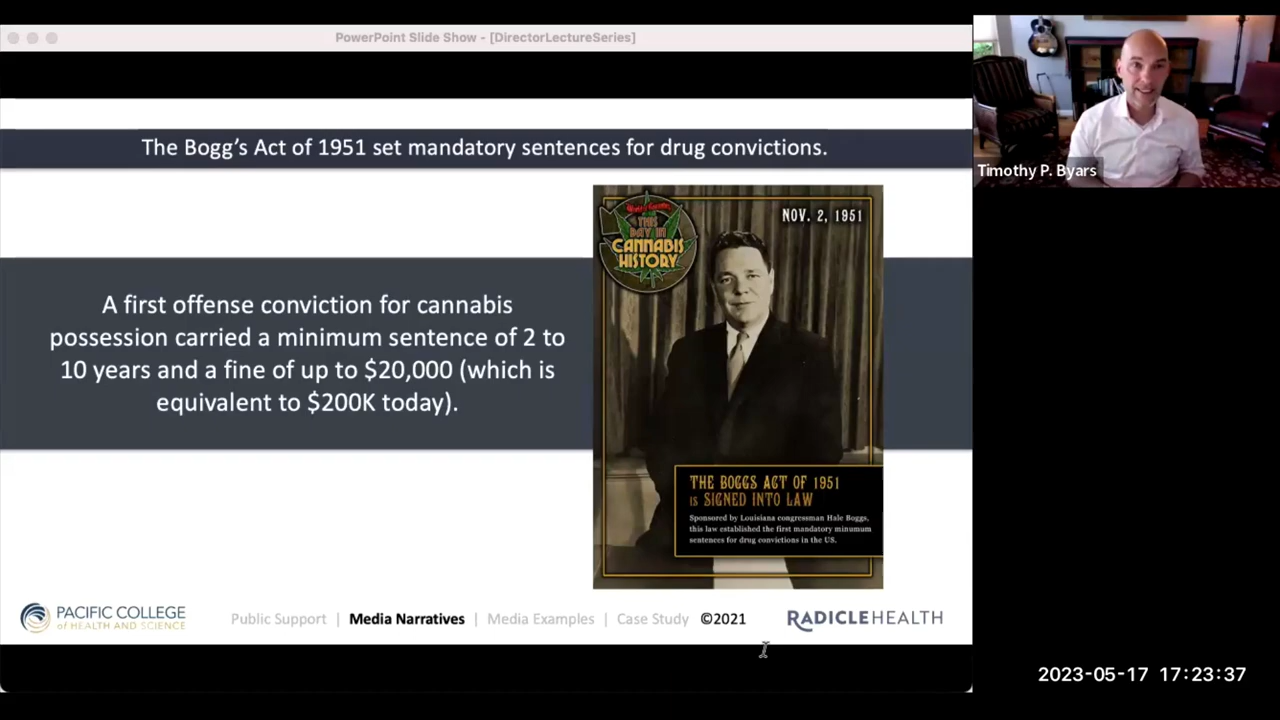 PowerPoint Slide Show - [DirectorLectureSeries]
The Bogg's Act of 1951 set mandatory sentences for drug convictions.
A first offense conviction for cannabis
possession carried a minimum sentence of 2 to
10 years and a fine of up to $20,000 (which is
equivalent to $200K today).
THIS
DAY IN
CANNABIS
HISTORY
NOV. 2, 1951
THE BOGGS ACT OF 1951
IS SIGNED INTO LAW
Sponsored by Louisiana congressman Hale Boggs,
this law established the first mandatory minumum
sentences for drug convictions in the US.
PACIFIC COLLEGE
of HEALTH AND SCIENCE
Public Support | Media Narratives | Media Examples | Case Study ©2021
RADICLEHEALTH
Timothy P. Byars
2023-05-17 17:23:37